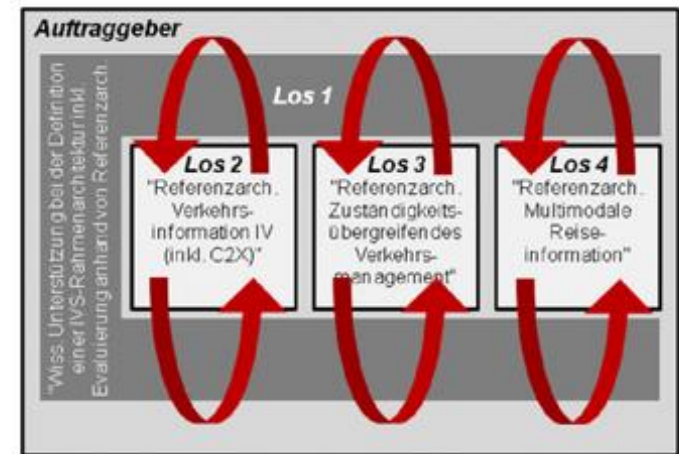 Auftraggeber
"Wiss. Unterstützung bei der Definition
einer IVS-Rahmenarchitektur inkl.
Evaluierung anhand von Referenzarch.
Los 1
Los 2
"Referenzarch.
Verkehrs-
information IV
(inkl. C2X)"
Los 3
"Referenzarch.
Zuständigkeits-
übergreifendes
Verkehrs-
management"
Los 4
"Referenzarch.
Multimodale
Reise-
information"